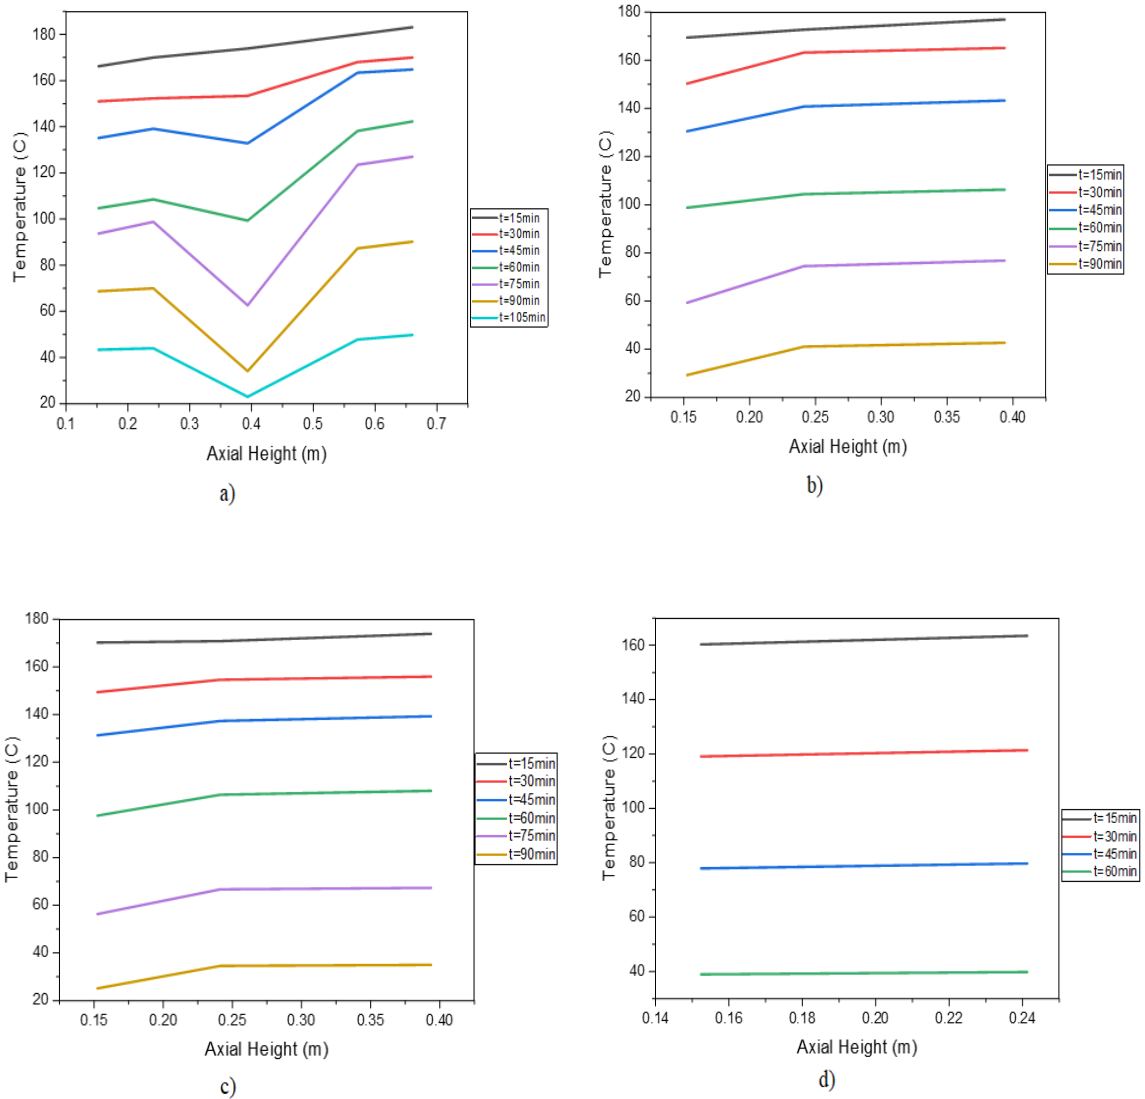 180
160
140
120
100
80
60
40
20
Temperature (C)
0.1 0.2 0.3 0.4 0.5 0.6 0.7
Axial Height (m)
t=15min
t=30min
t=45min
t=60min
t=75min
t=90min
t=105min
a)
180
160
140
120
100
80
60
40
20
Temperature (C)
0.15 0.20 0.25 0.30 0.35 0.40
Axial Height (m)
t=15min
t=30min
t=45min
t=60min
t=75min
t=90min
b)
180
160
140
120
100
80
60
40
20
Temperature (C)
0.15 0.20 0.25 0.30 0.35 0.40
Axial Height (m)
t=15min
t=30min
t=45min
t=60min
t=75min
t=90min
c)
160
140
120
100
80
60
40
Temperature (C)
0.14 0.16 0.18 0.20 0.22 0.24
Axial Height (m)
t=15min
t=30min
t=45min
t=60min
d)